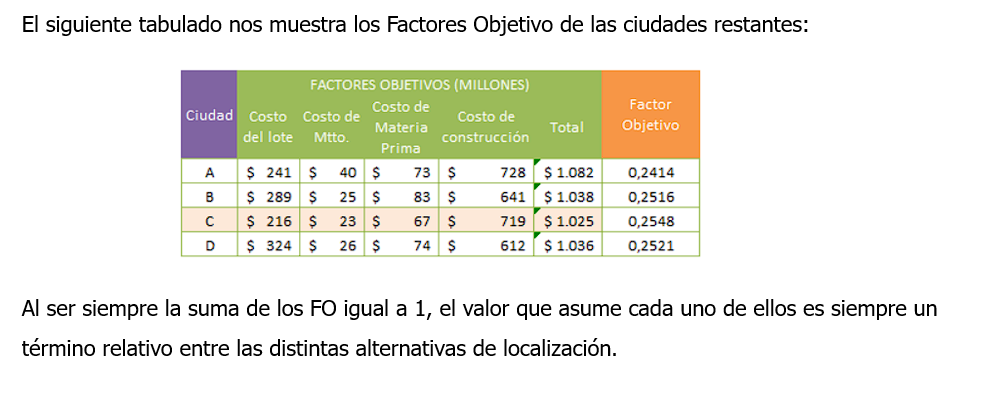 El siguiente tabulado nos muestra los Factores Objetivo de las ciudades restantes:
FACTORES OBJETIVOS (MILLONES)
Ciudad Costo del lote Costo de Mtto. Costo de Materia Prima Costo de construcción Total Factor Objetivo
A $ 241 $ 40 $ 73 $ 728 $ 1.082 0,2414
B $ 289 $ 25 $ 83 $ 641 $ 1.038 0,2516
C $ 216 $ 23 $ 67 $ 719 $ 1.025 0,2548
D $ 324 $ 26 $ 74 $ 612 $ 1.036 0,2521
Al ser siempre la suma de los FO igual a 1, el valor que asume cada uno de ellos es siempre un
término relativo entre las distintas alternativas de localización.